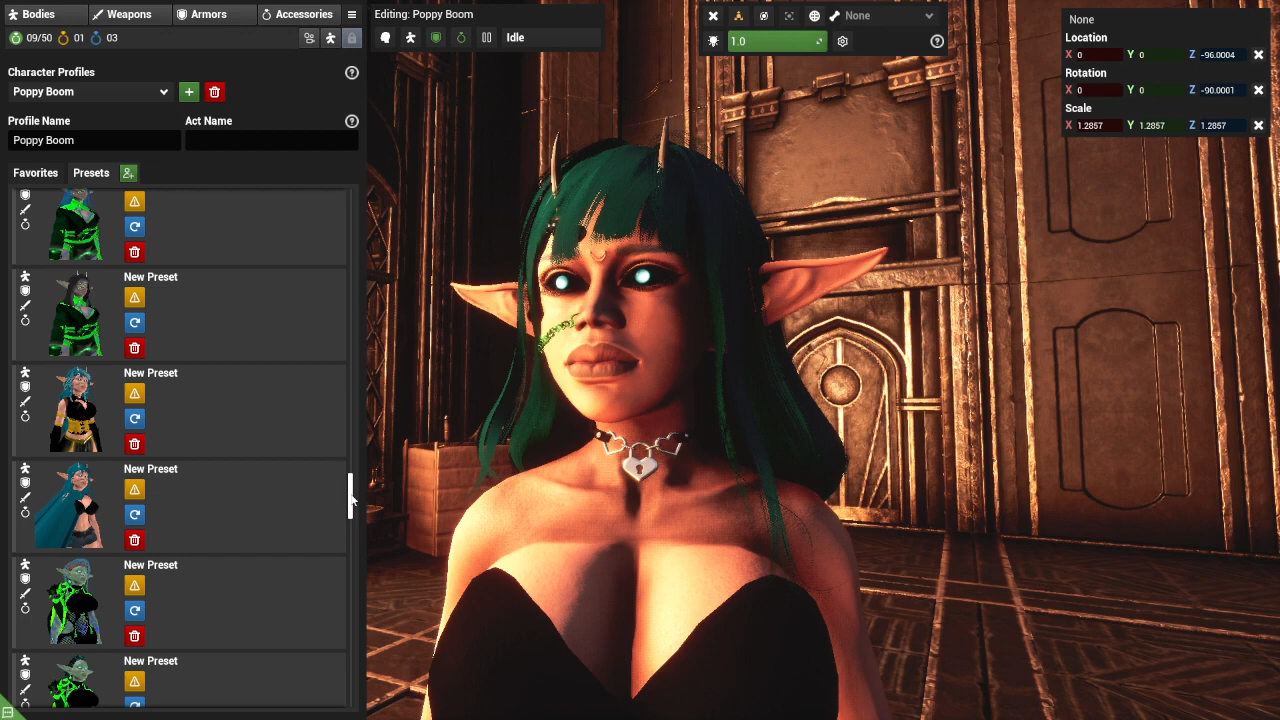 Bodies
Weapons
Armors
Accessories
09/50
01
03
Character Profiles
Poppy Boom
Profile Name
Act Name
Poppy Boom
Favorites
Presets
New Preset
New Preset
New Preset
New Preset
New Preset
Editing: Poppy Boom
Idle
None
1.0
None
Location
X 0 Y 0 Z -96.0004
Rotation
X 0 Y 0 Z -90.0001
Scale
X 1.2857 Y 1.2857 Z 1.2857